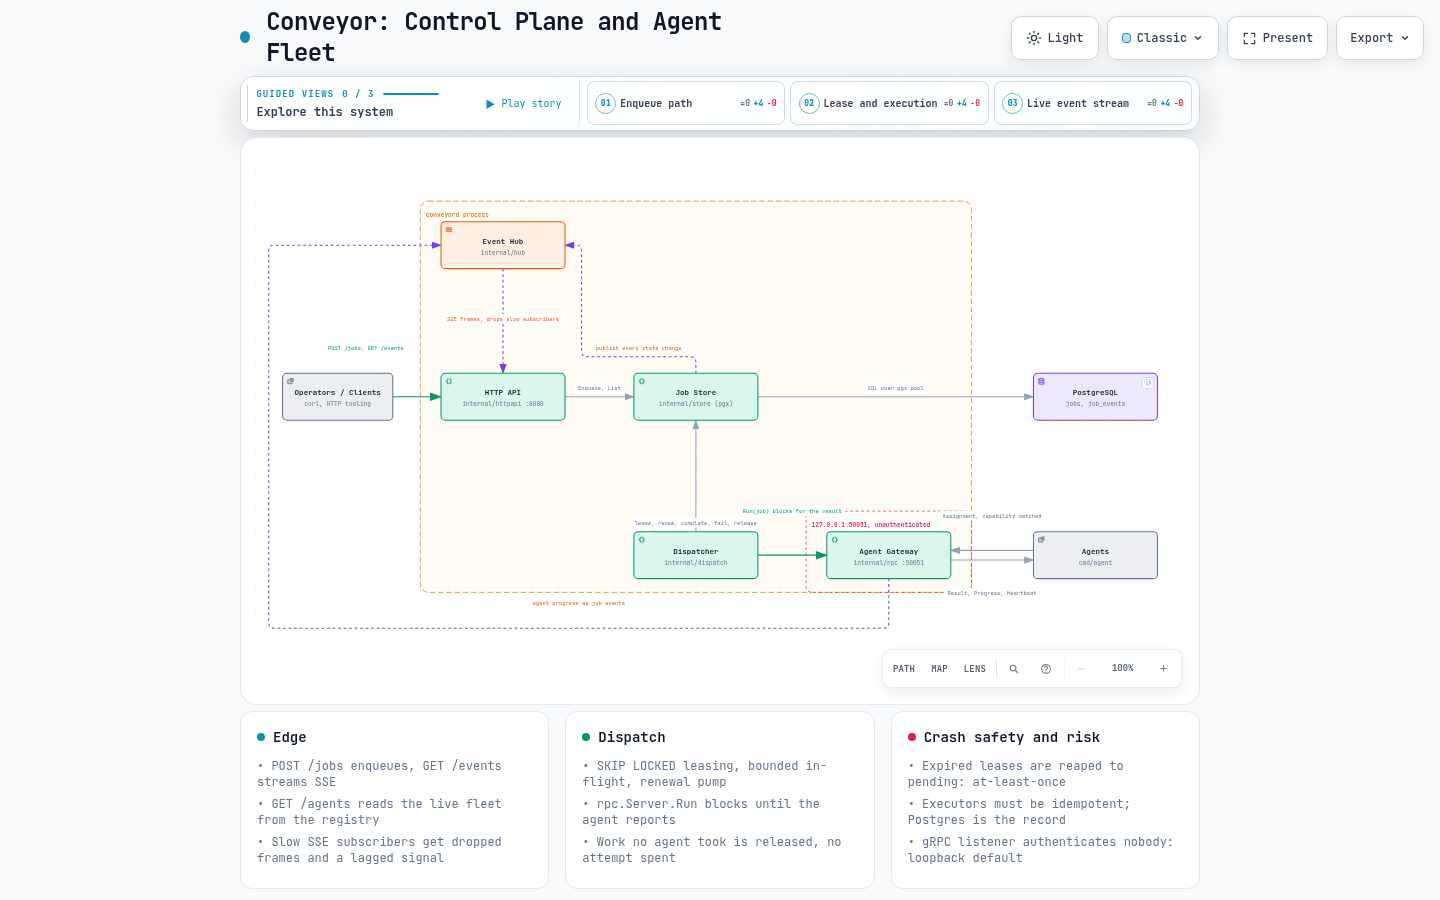 Conveyor: Control Plane and Agent
Fleet
Light
Classic
Present
Export
GUIDED VIEWS 0 / 3
Explore this system
Play story
01 Enqueue path =0 +4 -0
02 Lease and execution =0 +4 -0
03 Live event stream =0 +4 -0
conveyord process
Event Hub
internal/hub
SSE frames, drops slow subscribers
POST /jobs, GET /events
publish every state change
Operators / Clients
curl, HTTP tooling
HTTP API
internal/httpapi :8080
Enqueue, List
Job Store
internal/store (pgx)
SQL over pgx pool
PostgreSQL
jobs, job_events
Run(job) blocks for the result
Assignment, capability matched
lease, renew, complete, fail, release
127.0.0.1:50051, unauthenticated
Dispatcher
internal/dispatch
Agent Gateway
internal/rpc :50051
Agents
cmd/agent
Result, Progress, Heartbeat
agent progress as job events
PATH
MAP
LENS
100%
Edge
• POST /jobs enqueues, GET /events
streams SSE
• GET /agents reads the live fleet
from the registry
• Slow SSE subscribers get dropped
frames and a lagged signal
Dispatch
• SKIP LOCKED leasing, bounded in-
flight, renewal pump
• rpc.Server.Run blocks until the
agent reports
• Work no agent took is released, no
attempt spent
Crash safety and risk
• Expired leases are reaped to
pending: at-least-once
• Executors must be idempotent;
Postgres is the record
• gRPC listener authenticates nobody:
loopback default